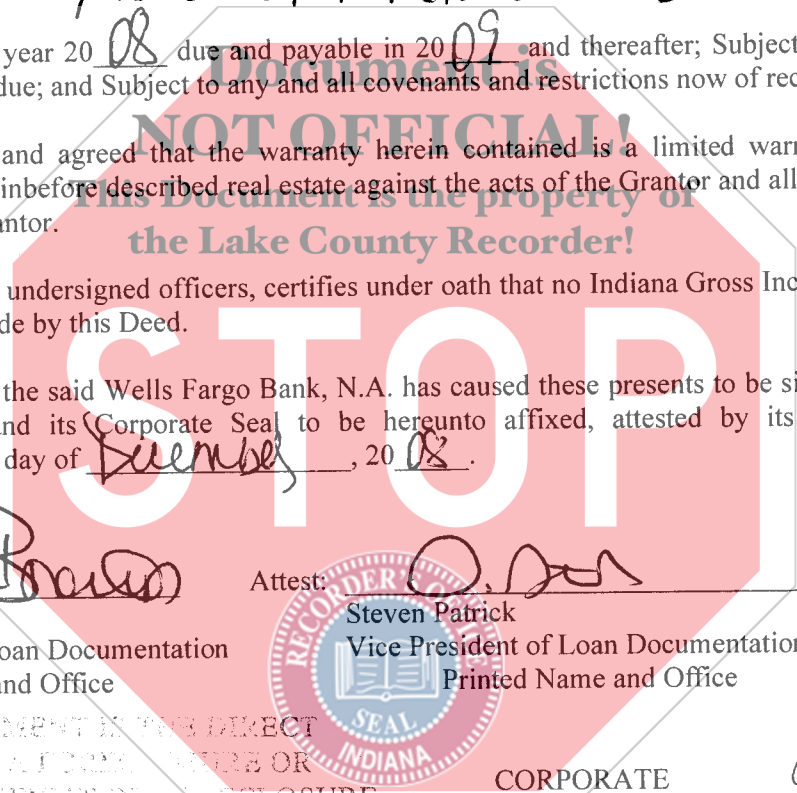 year 20 08 due and payable in 20 09 and thereafter; Subject
due; and Subject to any and all covenants and restrictions now of rec
Document is
NOT OFFICIAL!
This Document is the property of
the Lake County Recorder!
and agreed that the warranty herein contained is a limited warr
inbefore described real estate against the acts of the Grantor and all
antor.
undersigned officers, certifies under oath that no Indiana Gross Inc
de by this Deed.
STOP
the said Wells Fargo Bank, N.A. has caused these presents to be si
and its Corporate Seal to be hereunto affixed, attested by its
day of December, 20 08.
Attest:
Steven Patrick
oan Documentation Vice President of Loan Documentation
and Office Printed Name and Office
RECORDER'S OFFICE
SEAL
INDIANA
DIRECT
OR
CORPORATE